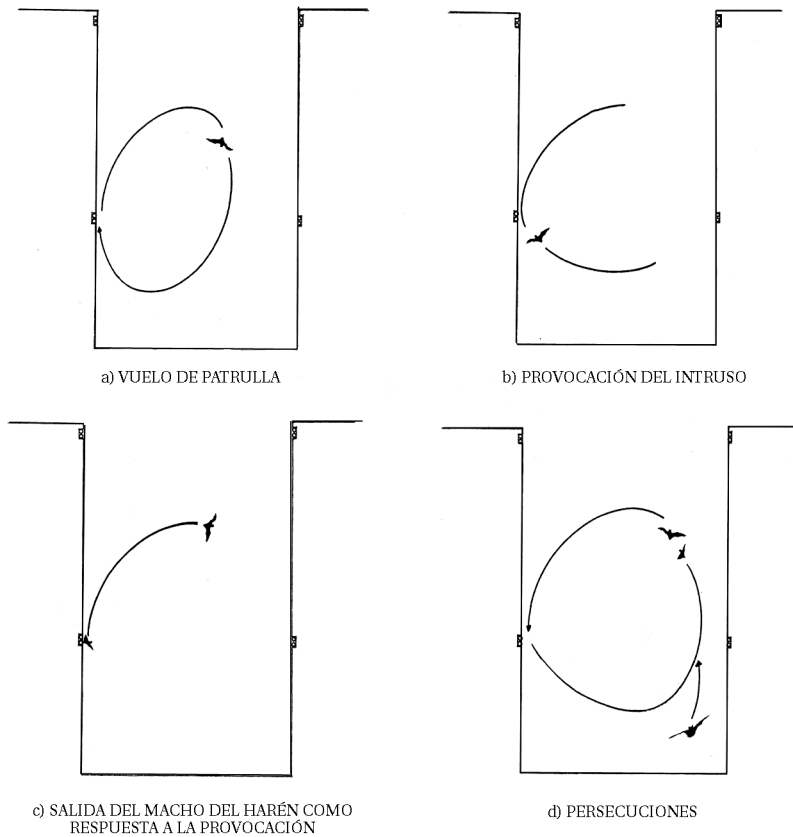 a) VUELO DE PATRULLA
b) PROVOCACIÓN DEL INTRUSO
c) SALIDA DEL MACHO DEL HARÉN COMO
RESPUESTA A LA PROVOCACIÓN
d) PERSECUCIONES